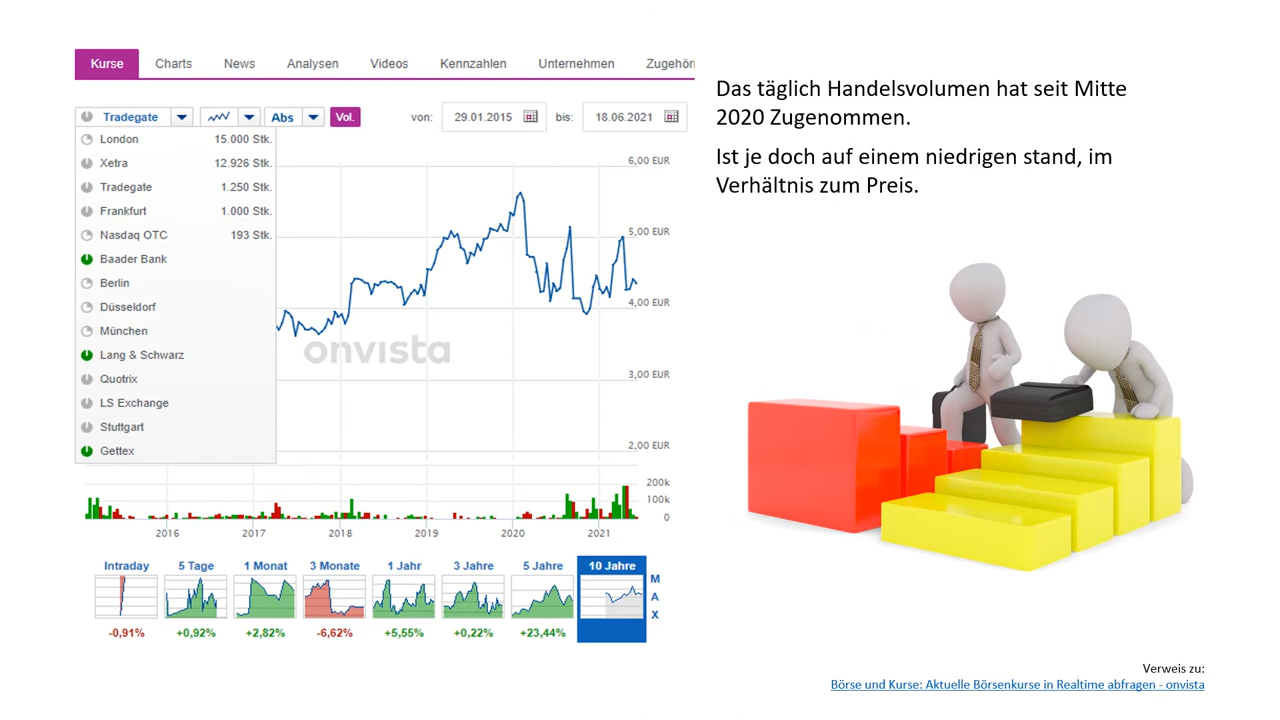 Kurse Charts News Analysen Videos Kennzahlen Unternehmen Zugehöri
Tradegate Abs Vol. von: 29.01.2015 bis: 18.06.2021
London 15.000 Stk.
Xetra 12.926 Stk.
Tradegate 1.250 Stk.
Frankfurt 1.000 Stk.
Nasdaq OTC 193 Stk.
Baader Bank
Berlin
Düsseldorf
München
Lang & Schwarz
Quotrix
LS Exchange
Stuttgart
Gettex
6,00 EUR
5,00 EUR
4,00 EUR
3,00 EUR
2,00 EUR
onvista
200k
100k
0
2016 2017 2018 2019 2020 2021
Intraday 5 Tage 1 Monat 3 Monate 1 Jahr 3 Jahre 5 Jahre 10 Jahre
M
A
X
-0,91% +0,92% +2,82% -6,62% +5,55% +0,22% +23,44%
Das täglich Handelsvolumen hat seit Mitte
2020 Zugenommen.
Ist je doch auf einem niedrigen stand, im
Verhältnis zum Preis.
Verweis zu:
Börse und Kurse: Aktuelle Börsenkurse in Realtime abfragen - onvista